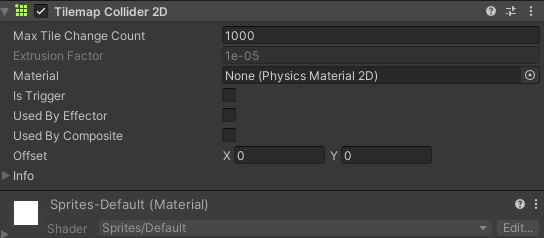 Tilemap Collider 2D
Max Tile Change Count 1000
Extrusion Factor 1e-05
Material None (Physics Material 2D)
Is Trigger
Used By Effector
Used By Composite
Offset X 0 Y 0
Info
Sprites-Default (Material)
Shader Sprites/Default Edit...